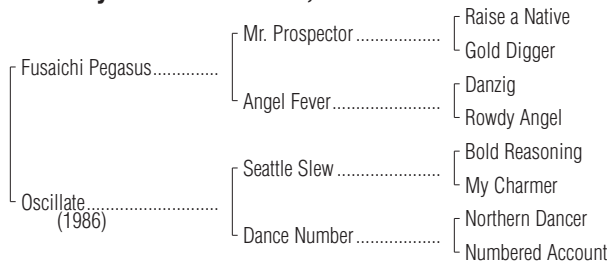 Raise a Native
Mr. Prospector ..................
Gold Digger
Fusaichi Pegasus..............
Danzig
Angel Fever.......................
Rowdy Angel
Bold Reasoning
Seattle Slew ......................
My Charmer
Oscillate............................
(1986)
Northern Dancer
Dance Number..................
Numbered Account